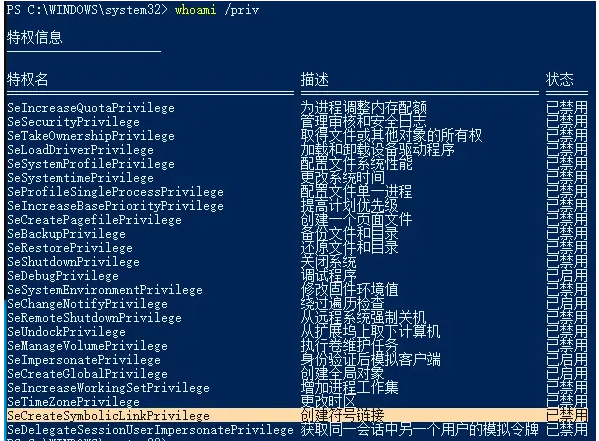 PS C:\WINDOWS\system32> whoami /priv
特权信息
特权名 描述 状态
SeIncreaseQuotaPrivilege 为进程调整内存配额 已禁用
SeSecurityPrivilege 管理审核和安全日志 已禁用
SeTakeOwnershipPrivilege 取得文件或其他对象的所有权 已禁用
SeLoadDriverPrivilege 加载和卸载设备驱动程序 已禁用
SeSystemProfilePrivilege 配置文件系统性能 已禁用
SeSystemtimePrivilege 更改系统时间 已禁用
SeProfileSingleProcessPrivilege 配置文件单一进程 已禁用
SeIncreaseBasePriorityPrivilege 提高计划优先级 已禁用
SeCreatePagefilePrivilege 创建一个页面文件 已禁用
SeBackupPrivilege 备份文件和目录 已禁用
SeRestorePrivilege 还原文件和目录 已禁用
SeShutdownPrivilege 关闭系统 已禁用
SeDebugPrivilege 调试程序 已启用
SeSystemEnvironmentPrivilege 修改固件环境值 已禁用
SeChangeNotifyPrivilege 绕过遍历检查 已启用
SeRemoteShutdownPrivilege 从远程系统强制关机 已禁用
SeUndockPrivilege 从扩展坞上取下计算机 已禁用
SeManageVolumePrivilege 执行卷维护任务 已禁用
SeImpersonatePrivilege 身份验证后模拟客户端 已启用
SeCreateGlobalPrivilege 创建全局对象 已启用
SeIncreaseWorkingSetPrivilege 增加进程工作集 已禁用
SeTimeZonePrivilege 更改时区 已禁用
SeCreateSymbolicLinkPrivilege 创建符号链接 已禁用
SeDelegateSessionUserImpersonatePrivilege 获取同一会话中另一个用户的模拟令牌 已禁用